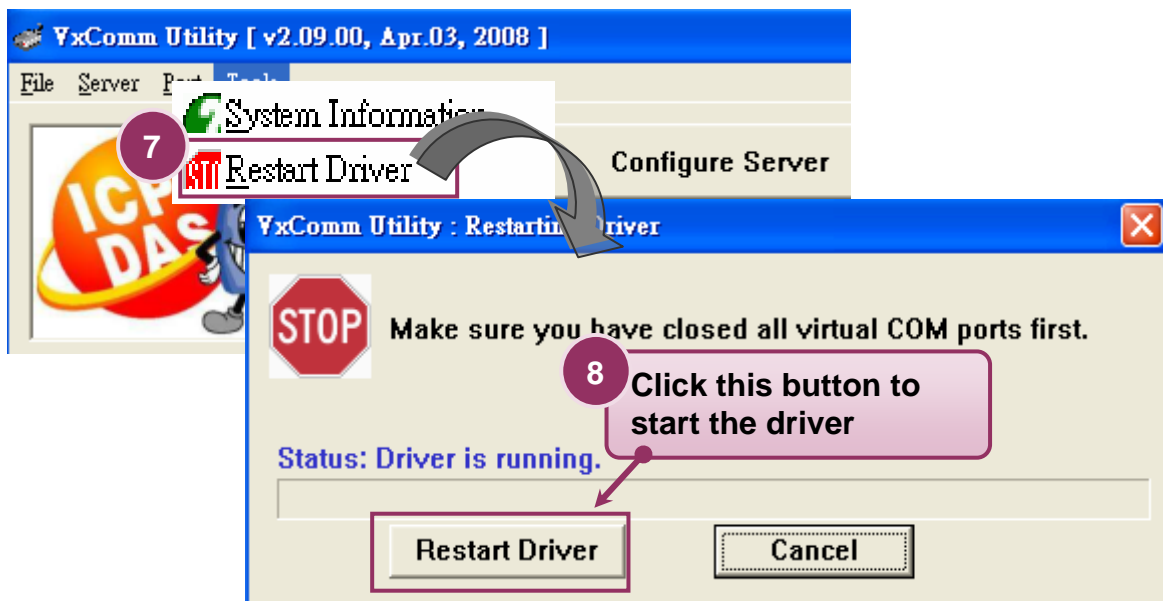 VxComm Utility [ v2.09.00, Apr.03, 2008 ]
File Server Port Tools
System Information
7
Restart Driver
Configure Server
ICP
DAS
VxComm Utility : Restarting Driver
STOP
Make sure you have closed all virtual COM ports first.
8
Click this button to
start the driver
Status: Driver is running.
Restart Driver
Cancel